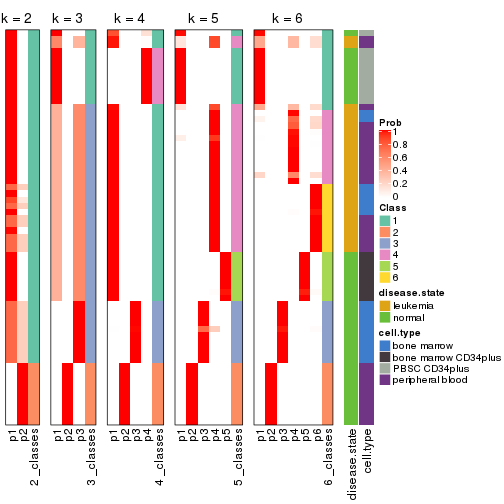 k = 2 k = 3 k = 4 k = 5 k = 6
Prob
1
0.8
0.6
0.4
0.2
0
Class
1
2
3
4
5
6
disease.state
leukemia
normal
cell.type
bone marrow
bone marrow CD34plus
PBSC CD34plus
peripheral blood
p1
p2
2_classes
p1
p2
p3
3_classes
p1
p2
p3
p4
4_classes
p1
p2
p3
p4
p5
5_classes
p1
p2
p3
p4
p5
p6
6_classes
disease.state
cell.type